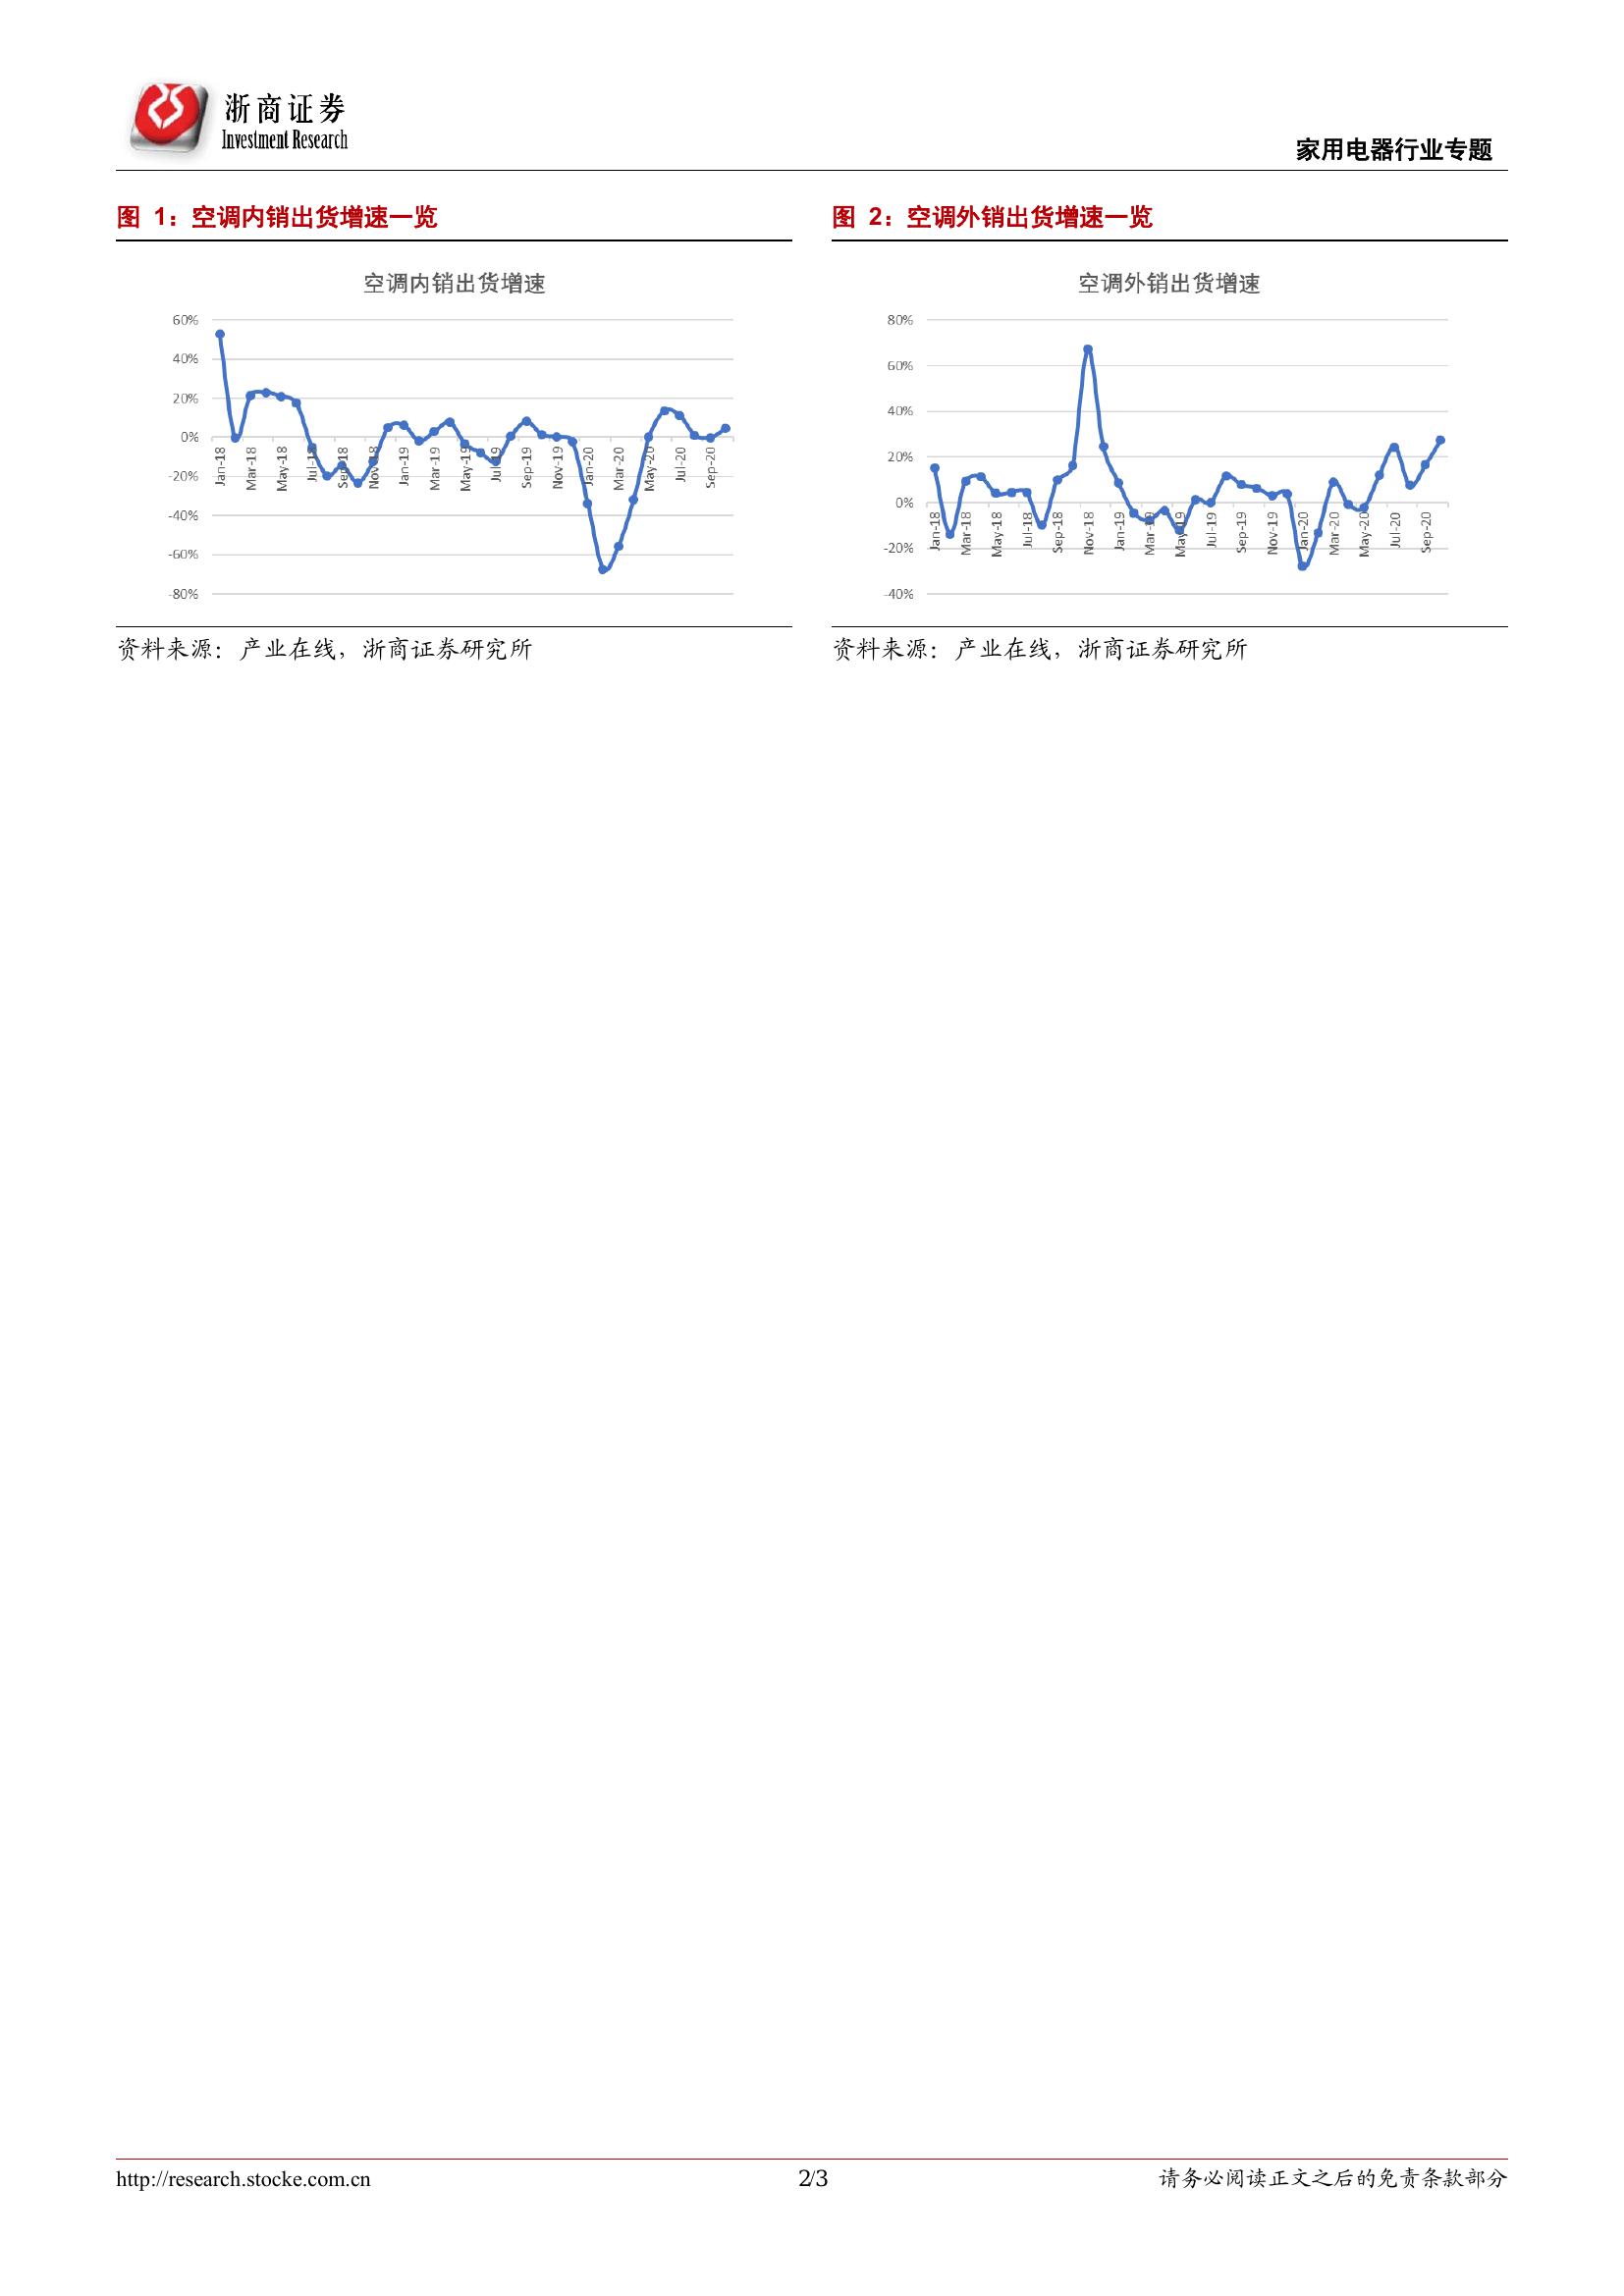 浙商证券
Investment Research
家用电器行业专题
图 1：空调内销出货增速一览
空调内销出货增速
60%
40%
20%
0%
-20%
-40%
-60%
-80%
Jan-18
Mar-18
May-18
Jul-18
Sep-18
Nov-18
Jan-19
Mar-19
May-19
Jul-19
Sep-19
Nov-19
Jan-20
Mar-20
May-20
Jul-20
Sep-20
资料来源：产业在线，浙商证券研究所
图 2：空调外销出货增速一览
空调外销出货增速
80%
60%
40%
20%
0%
-20%
-40%
Jan-18
Mar-18
May-18
Jul-18
Sep-18
Nov-18
Jan-19
Mar-19
May-19
Jul-19
Sep-19
Nov-19
Jan-20
Mar-20
May-20
Jul-20
Sep-20
资料来源：产业在线，浙商证券研究所
http://research.stocke.com.cn
2/3
请务必阅读正文之后的免责条款部分